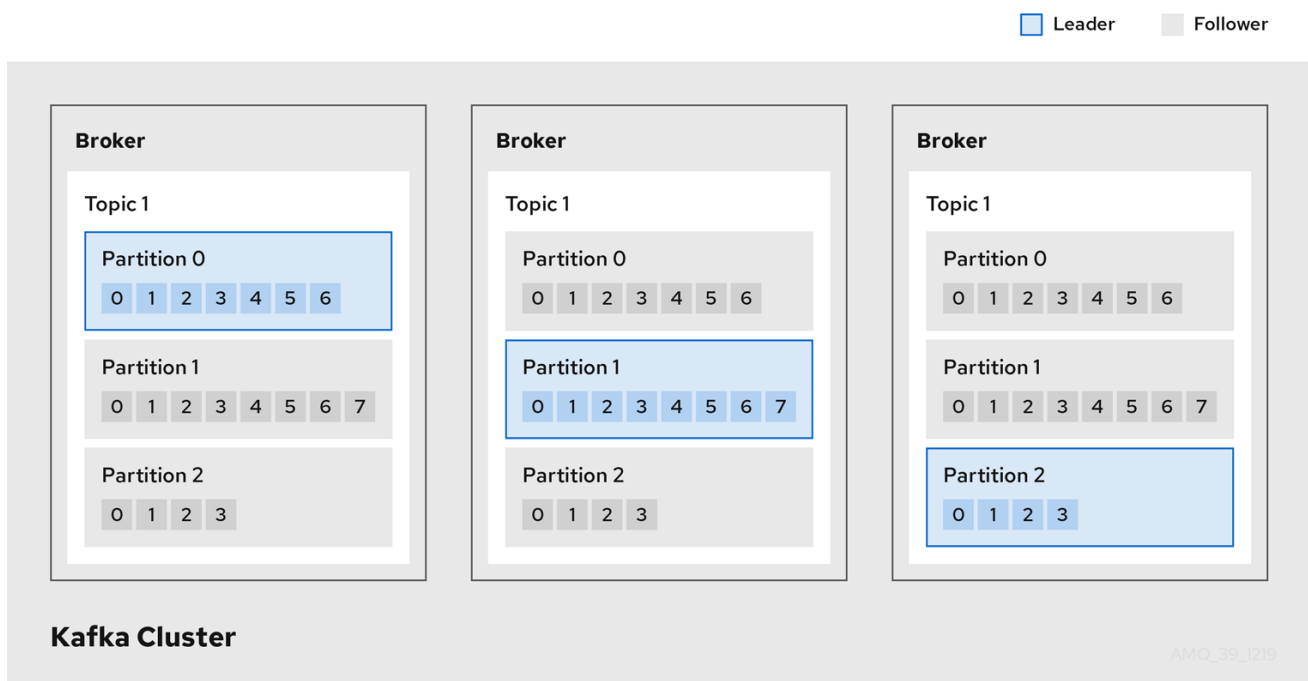 Leader Follower
Broker
Topic 1
Partition 0
0 1 2 3 4 5 6
Partition 1
0 1 2 3 4 5 6 7
Partition 2
0 1 2 3
Broker
Topic 1
Partition 0
0 1 2 3 4 5 6
Partition 1
0 1 2 3 4 5 6 7
Partition 2
0 1 2 3
Broker
Topic 1
Partition 0
0 1 2 3 4 5 6
Partition 1
0 1 2 3 4 5 6 7
Partition 2
0 1 2 3
Kafka Cluster
AMQ_39_1219